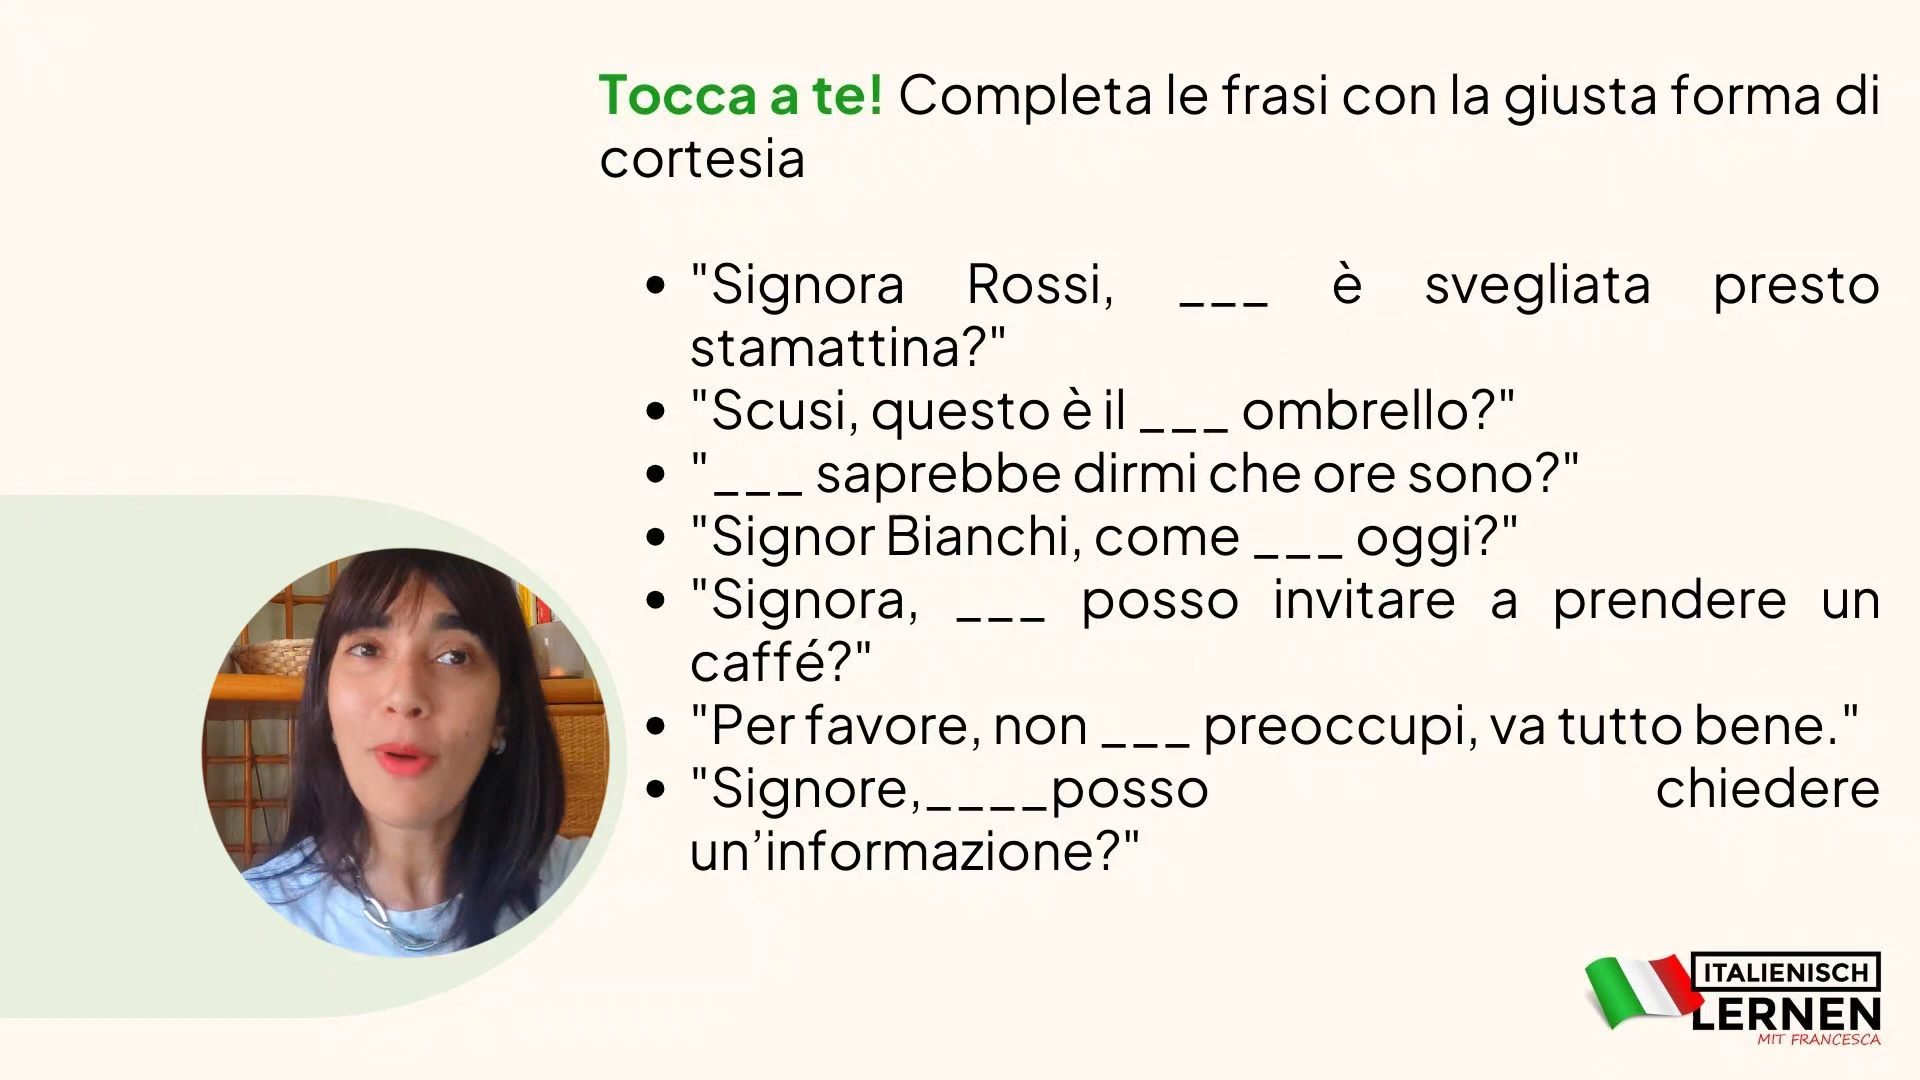 Tocca a te! Completa le frasi con la giusta forma di
cortesia
"Signora Rossi, ___ è svegliata presto
stamattina?"
"Scusi, questo è il ___ ombrello?"
"___ saprebbe dirmi che ore sono?"
"Signor Bianchi, come ___ oggi?"
"Signora, ___ posso invitare a prendere un
caffé?"
"Per favore, non ___ preoccupi, va tutto bene."
"Signore,____posso chiedere
un’informazione?"
ITALIENISCH
LERNEN
MIT FRANCESCA